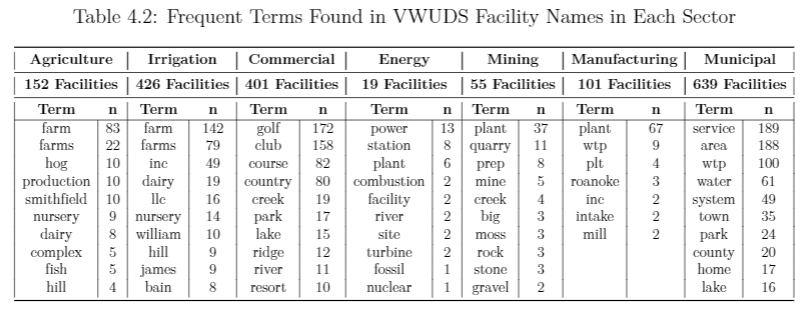 Table 4.2: Frequent Terms Found in VWUDS Facility Names in Each Sector
Agriculture Irrigation Commercial Energy Mining Manufacturing Municipal
152 Facilities 426 Facilities 401 Facilities 19 Facilities 55 Facilities 101 Facilities 639 Facilities
Term n Term n Term n Term n Term n Term n Term n
farm 83 farm 142 golf 172 power 13 plant 37 plant 67 service 189
farms 22 farms 79 club 158 station 8 quarry 11 wtp 9 area 188
hog 10 inc 49 course 82 plant 6 prep 8 plt 4 wtp 100
production 10 dairy 19 country 80 combustion 2 mine 5 roanoke 3 water 61
smithfield 10 llc 16 creek 19 facility 2 creek 4 inc 2 system 49
nursery 9 nursery 14 park 17 river 2 big 3 intake 2 town 35
dairy 8 william 10 lake 15 site 2 moss 3 mill 2 park 24
complex 5 hill 9 ridge 12 turbine 2 rock 3 county 20
fish 5 james 9 river 11 fossil 1 stone 3 home 17
hill 4 bain 8 resort 10 nuclear 1 gravel 2 lake 16